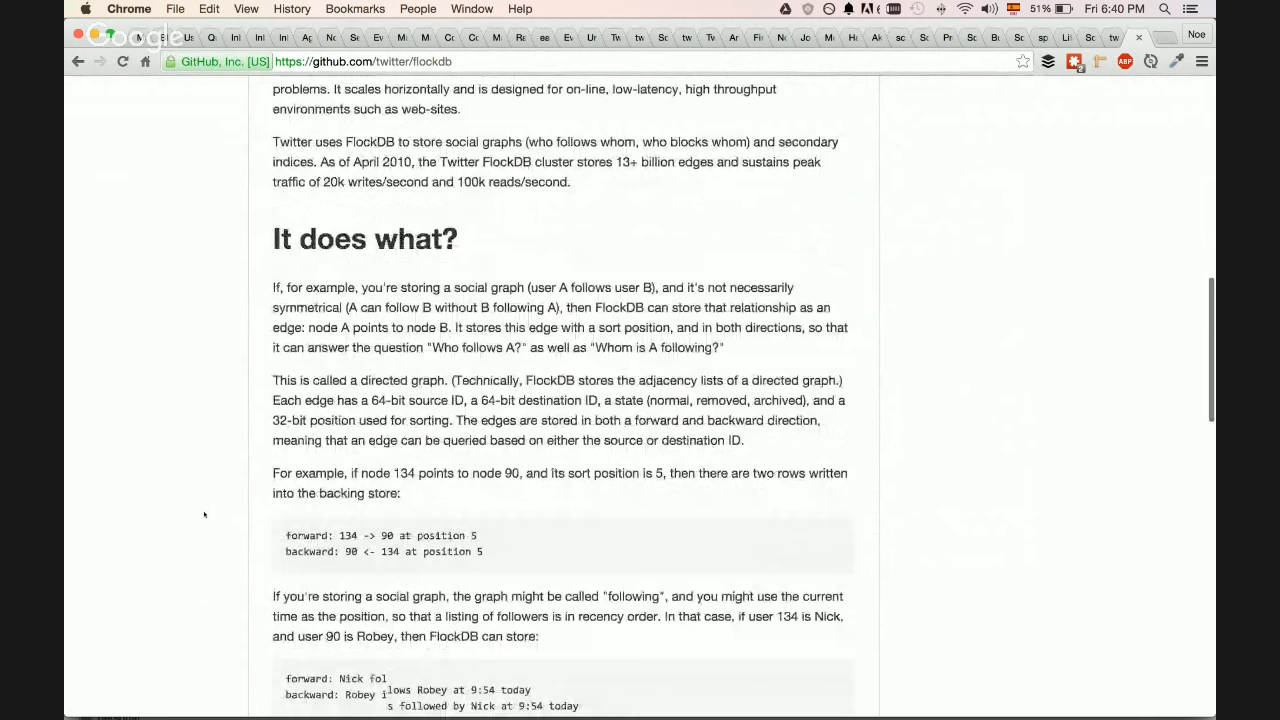 Chrome File Edit View History Bookmarks People Window Help 51% Fri 6:40 PM
Google
Noe
GitHub, Inc. [US] https://github.com/twitter/flockdb
problems. It scales horizontally and is designed for on-line, low-latency, high throughput
environments such as web-sites.
Twitter uses FlockDB to store social graphs (who follows whom, who blocks whom) and secondary
indices. As of April 2010, the Twitter FlockDB cluster stores 13+ billion edges and sustains peak
traffic of 20k writes/second and 100k reads/second.
It does what?
If, for example, you're storing a social graph (user A follows user B), and it's not necessarily
symmetrical (A can follow B without B following A), then FlockDB can store that relationship as an
edge: node A points to node B. It stores this edge with a sort position, and in both directions, so that
it can answer the question "Who follows A?" as well as "Whom is A following?"
This is called a directed graph. (Technically, FlockDB stores the adjacency lists of a directed graph.)
Each edge has a 64-bit source ID, a 64-bit destination ID, a state (normal, removed, archived), and a
32-bit position used for sorting. The edges are stored in both a forward and backward direction,
meaning that an edge can be queried based on either the source or destination ID.
For example, if node 134 points to node 90, and its sort position is 5, then there are two rows written
into the backing store:
forward: 134 -> 90 at position 5
backward: 90 <- 134 at position 5
If you're storing a social graph, the graph might be called "following", and you might use the current
time as the position, so that a listing of followers is in recency order. In that case, if user 134 is Nick,
and user 90 is Robey, then FlockDB can store:
forward: Nick follows Robey at 9:54 today
backward: Robey is followed by Nick at 9:54 today